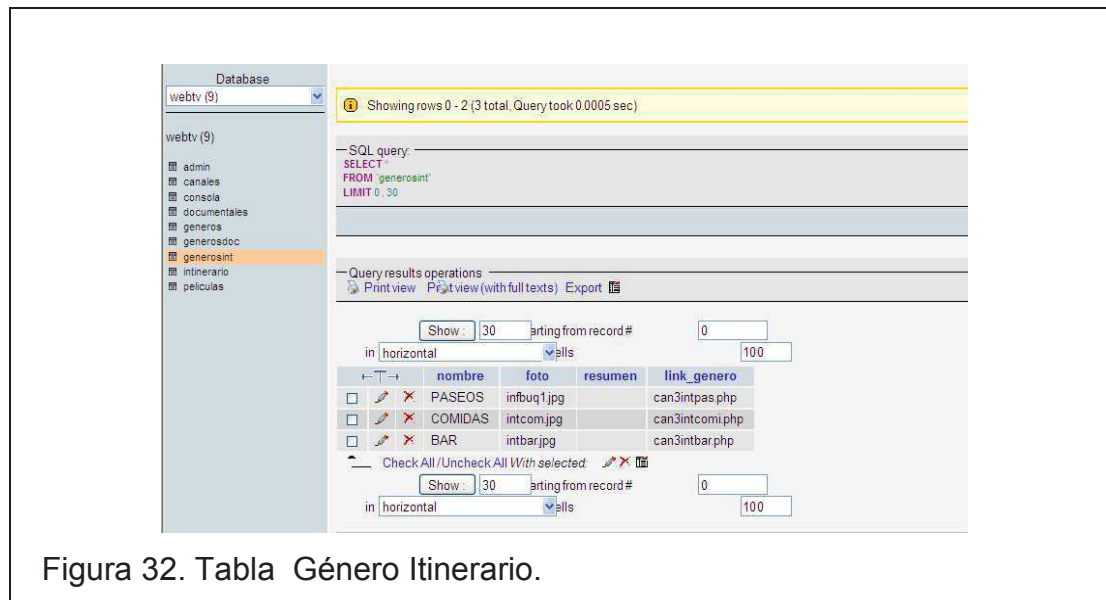 Database
webtv (9)
webtv (9)
admin
canales
consola
documentales
generos
generosdoc
generosint
intinerario
peliculas
Showing rows 0 - 2 (3 total, Query took 0.0005 sec)
SQL query:
SELECT *
FROM `generosint`
LIMIT 0 , 30
Query results operations
Print view Print view (with full texts) Export
Show : 30 arting from record # 0
in horizontal ells 100
←T→ nombre foto resumen link_genero
PASEOS infbuq1.jpg can3intpas.php
COMIDAS intcom.jpg can3intcomi.php
BAR intbar.jpg can3intbar.php
Check All / Uncheck All With selected:
Show : 30 arting from record # 0
in horizontal ells 100
Figura 32. Tabla Género Itinerario.